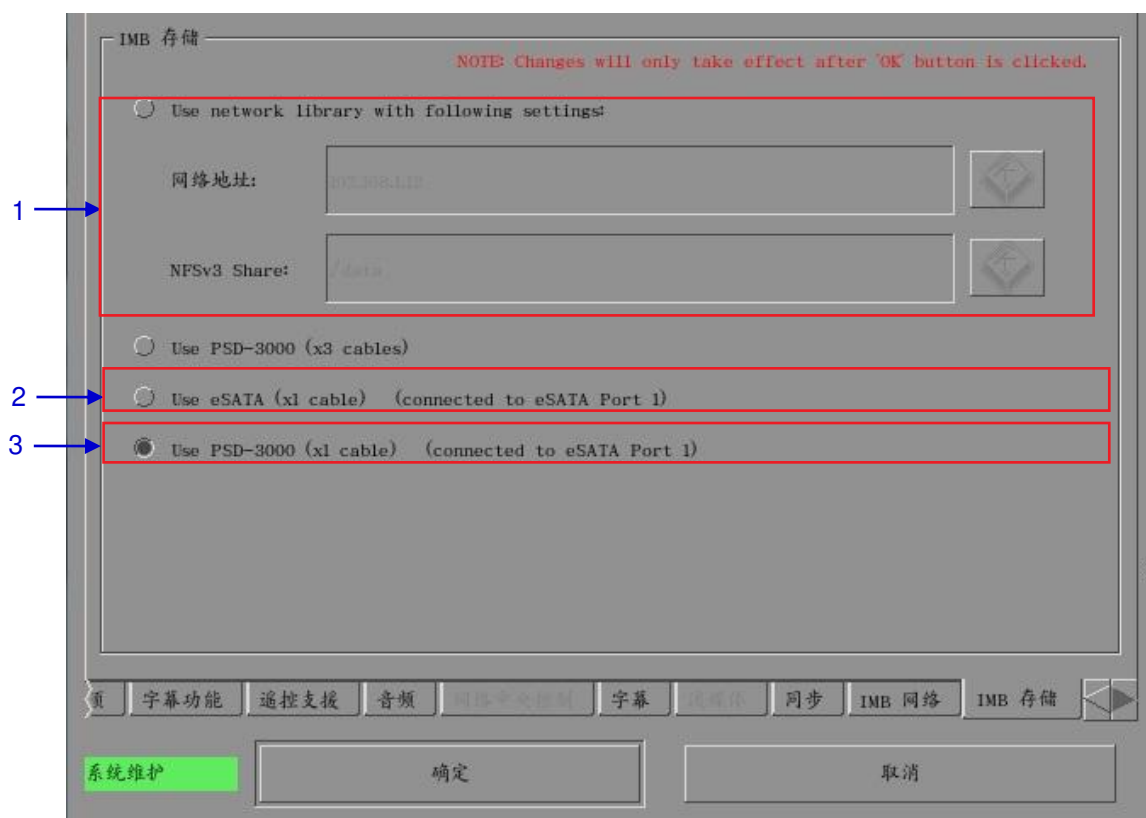 IMB 存储
NOTE: Changes will only take effect after 'OK' button is clicked.
Use network library with following settings:
1
网络地址:
NFSv3 Share:
/data
Use PSD-3000 (x3 cables)
2
Use eSATA (x1 cable) (connected to eSATA Port 1)
3
Use PSD-3000 (x1 cable) (connected to eSATA Port 1)
字幕功能 遥控支援 音频 字幕 同步 IMB 网络 IMB 存储
系统维护 确定 取消